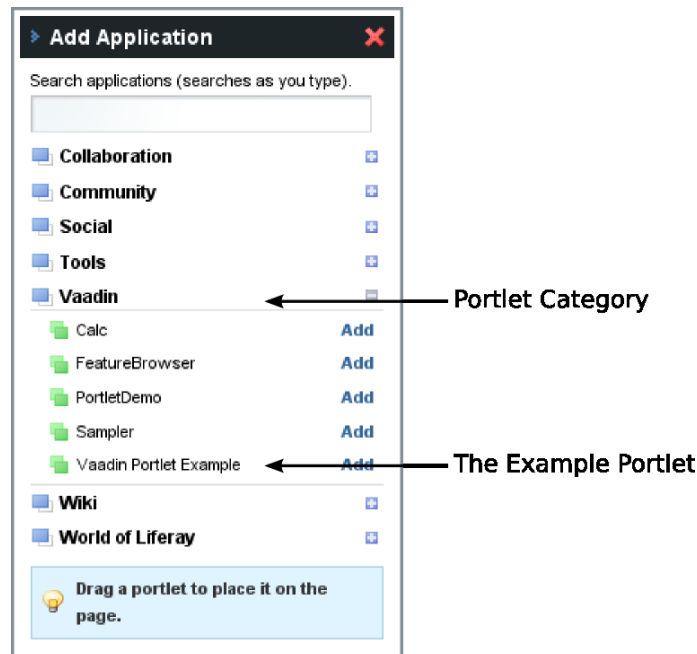 Add Application
Search applications (searches as you type).
Collaboration
Community
Social
Tools
Vaadin
Portlet Category
Calc Add
FeatureBrowser Add
PortletDemo Add
Sampler Add
Vaadin Portlet Example Add
The Example Portlet
Wiki
World of Liferay
Drag a portlet to place it on the
page.